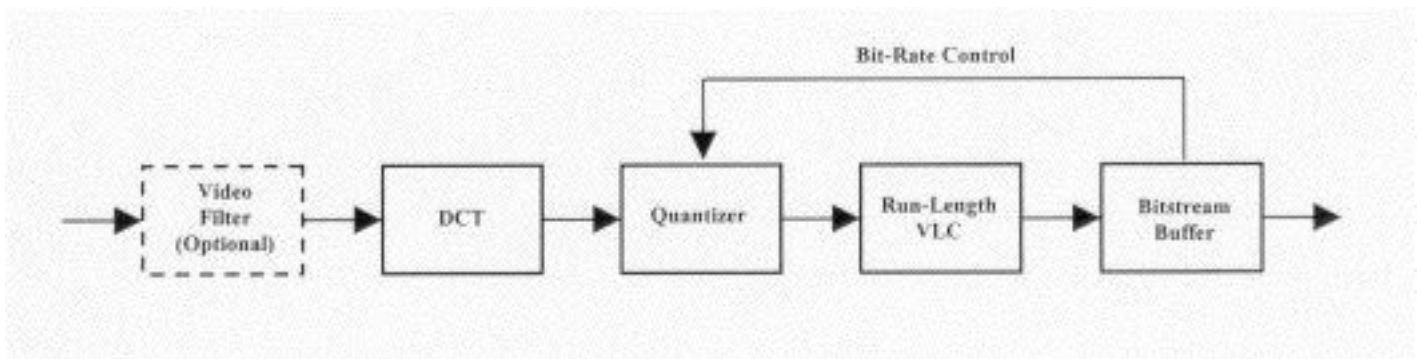 Bit-Rate Control
Video
Filter
(Optional)
DCT
Quantizer
Run-Length
VLC
Bitstream
Buffer